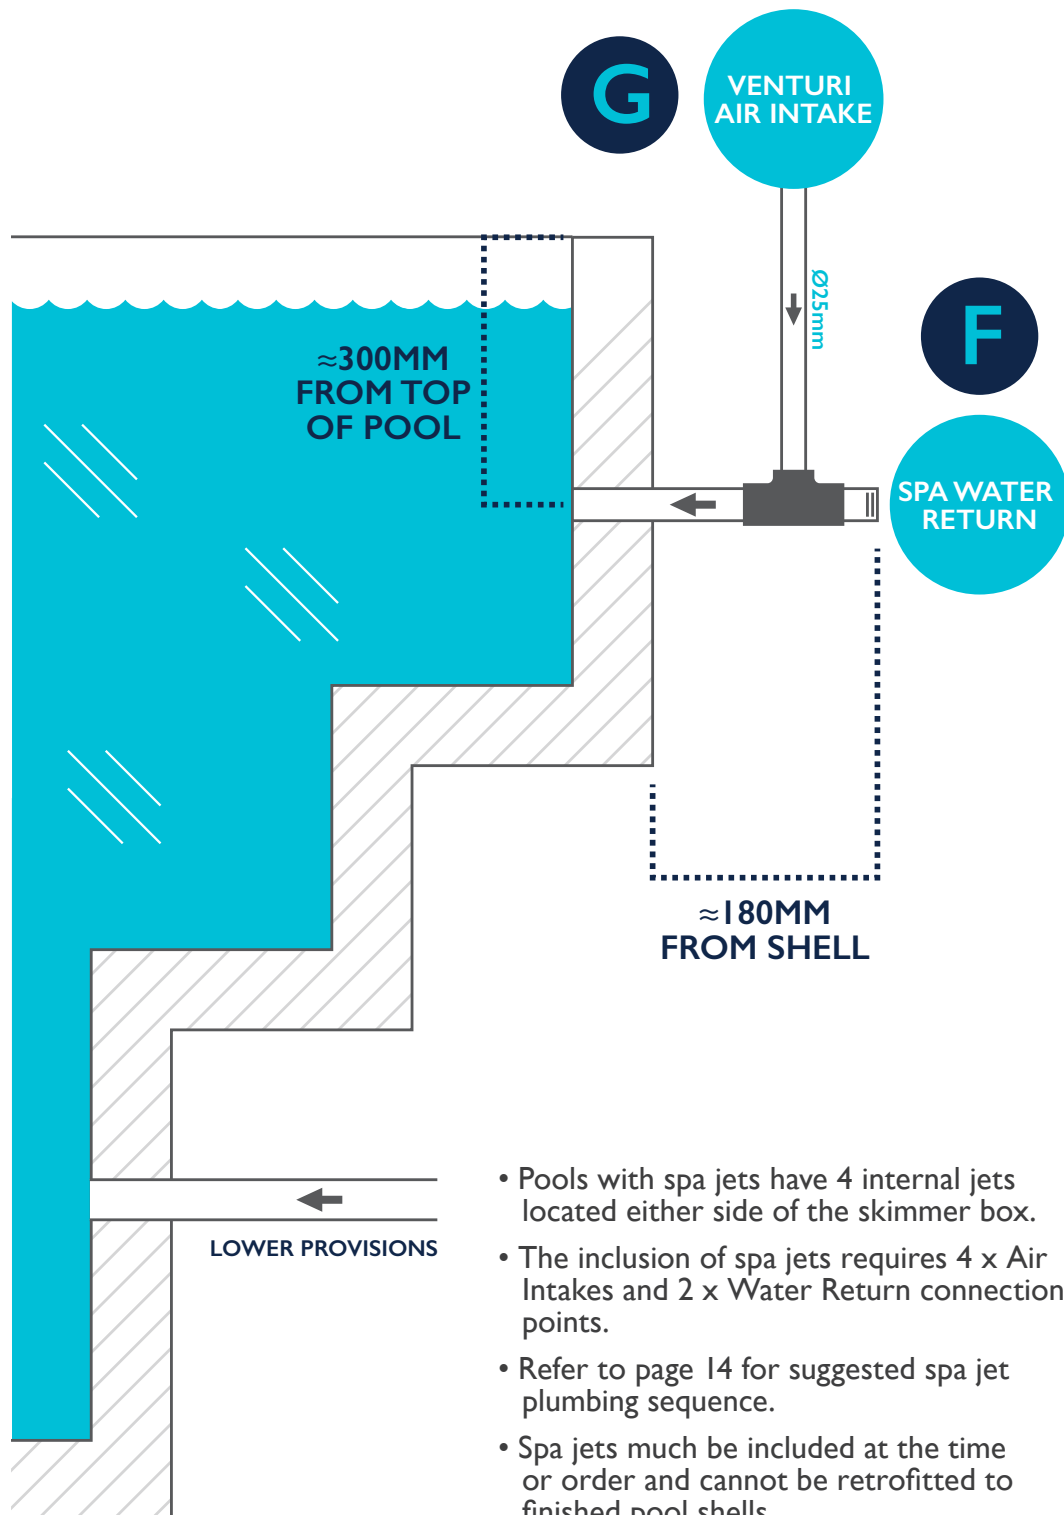 G
VENTURI
AIR INTAKE
Ø25mm
F
≈300MM
FROM TOP
OF POOL
SPA WATER
RETURN
≈180MM
FROM SHELL
LOWER PROVISIONS
• Pools with spa jets have 4 internal jets
located either side of the skimmer box.
• The inclusion of spa jets requires 4 x Air
Intakes and 2 x Water Return connection
points.
• Refer to page 14 for suggested spa jet
plumbing sequence.
• Spa jets much be included at the time
or order and cannot be retrofitted to
finished pool shells